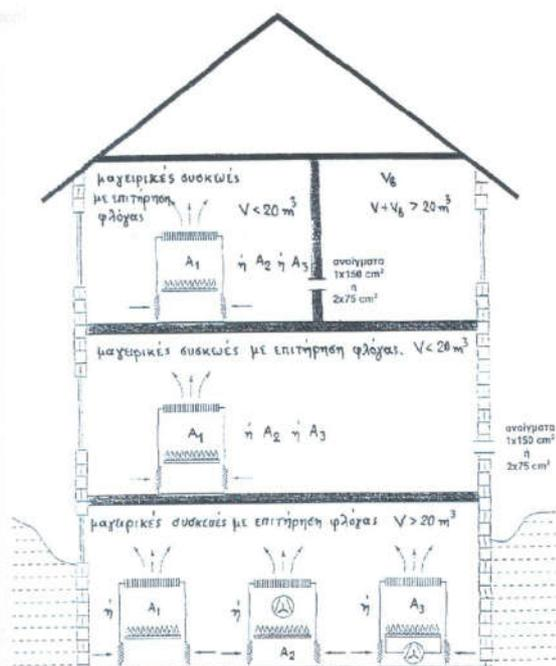 μαγειρικές συσκευές
με επιτήρηση
φλόγας
V < 20 m³
A₁
ή A₂ ή A₃
V_β
V + V_β > 20 m³
ανοίγματα
1x150 cm²
ή
2x75 cm²
μαγειρικές συσκευές με επιτήρηση φλόγας. V < 20 m³
A₁
ή A₂ ή A₃
ανοίγματα
1x150 cm²
ή
2x75 cm²
μαγειρικές συσκευές με επιτήρηση φλόγας V > 20 m³
ή A₁
ή A₂
ή A₃